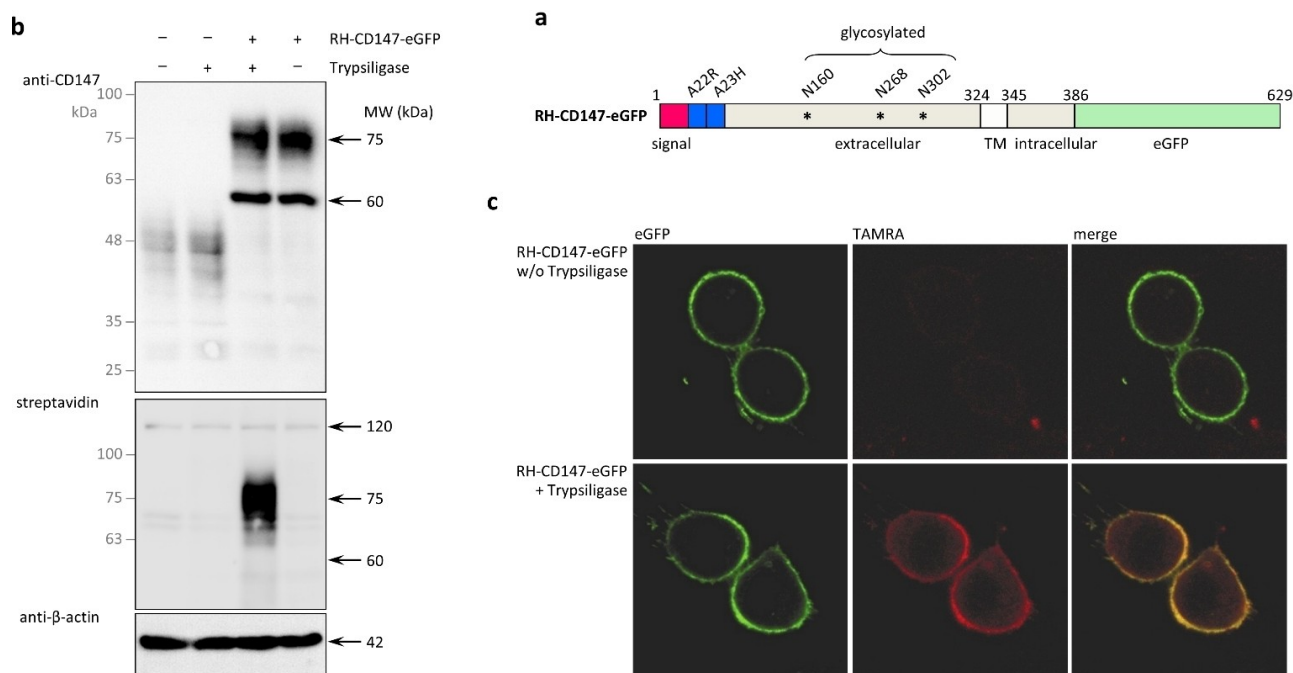 b
– – + + RH-CD147-eGFP
– + + – Trypsiligase
anti-CD147
kDa
MW (kDa)
100
75
63
48
35
25
75
60
streptavidin
100
75
63
120
75
60
anti-β-actin
42
a
glycosylated
1 A22R A23H N160 N268 N302 324 345 386 629
RH-CD147-eGFP * * *
signal extracellular TM intracellular eGFP
c
eGFP TAMRA merge
RH-CD147-eGFP
w/o Trypsiligase
RH-CD147-eGFP
+ Trypsiligase